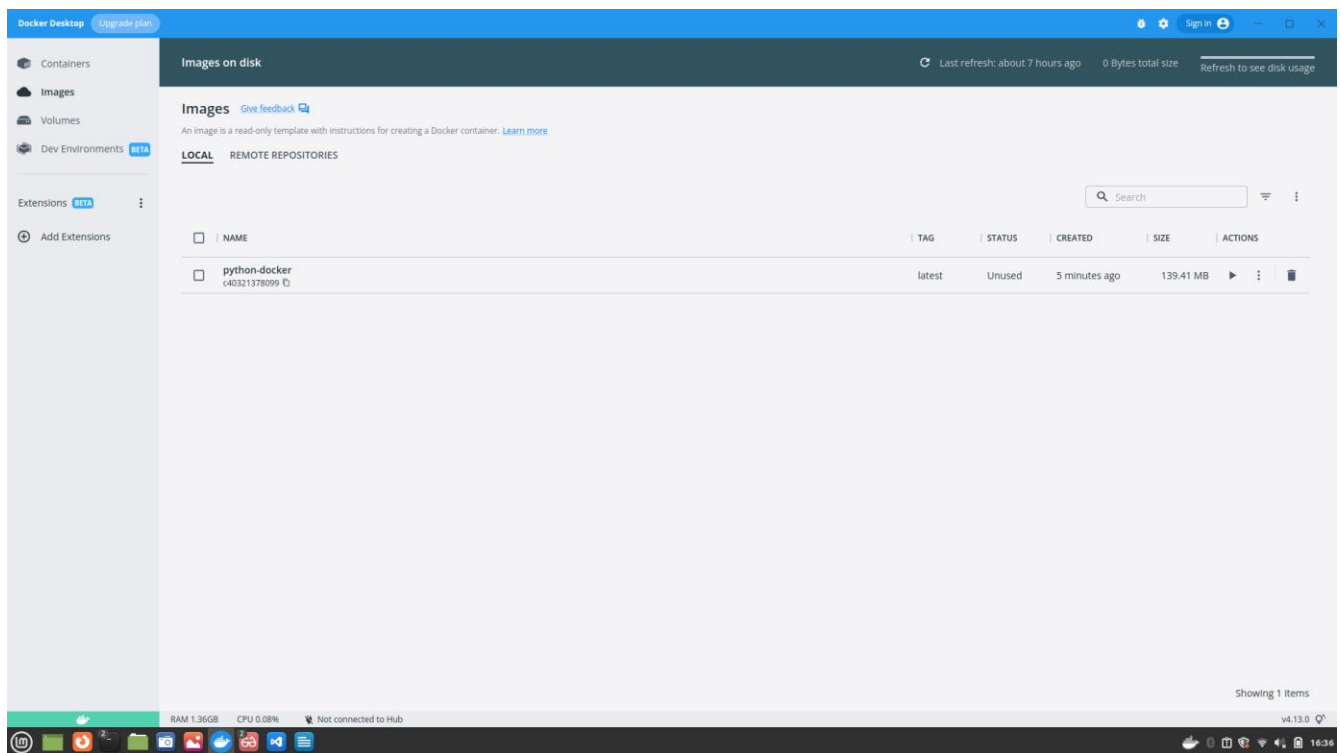 Docker Desktop Upgrade plan Sign in
Containers
Images
Volumes
Dev Environments BETA
Extensions BETA
Add Extensions
Images on disk Last refresh: about 7 hours ago 0 Bytes total size Refresh to see disk usage
Images Give feedback
An image is a read-only template with instructions for creating a Docker container. Learn more
LOCAL REMOTE REPOSITORIES
Search
NAME TAG STATUS CREATED SIZE ACTIONS
python-docker latest Unused 5 minutes ago 139.41 MB
c40321378099
Showing 1 items
RAM 1.36GB CPU 0.08% Not connected to Hub v4.13.0
2 2 16:36